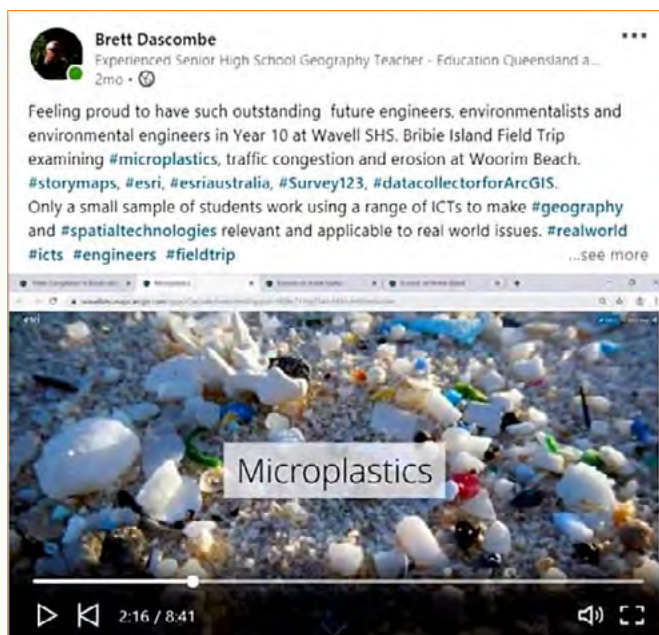 Brett Dascombe
Experienced Senior High School Geography Teacher - Education Queensland a...
2mo •
Feeling proud to have such outstanding future engineers, environmentalists and
environmental engineers in Year 10 at Wavell SHS. Bribie Island Field Trip
examining #microplastics, traffic congestion and erosion at Woorim Beach.
#storymaps, #esri, #esriaustralia, #Survey123, #datacollectorforArcGIS.
Only a small sample of students work using a range of ICTs to make #geography
and #spatialtechnologies relevant and applicable to real world issues. #realworld
#icts #engineers #fieldtrip
...see more
Microplastics
Microplastics
2:16 / 8:41